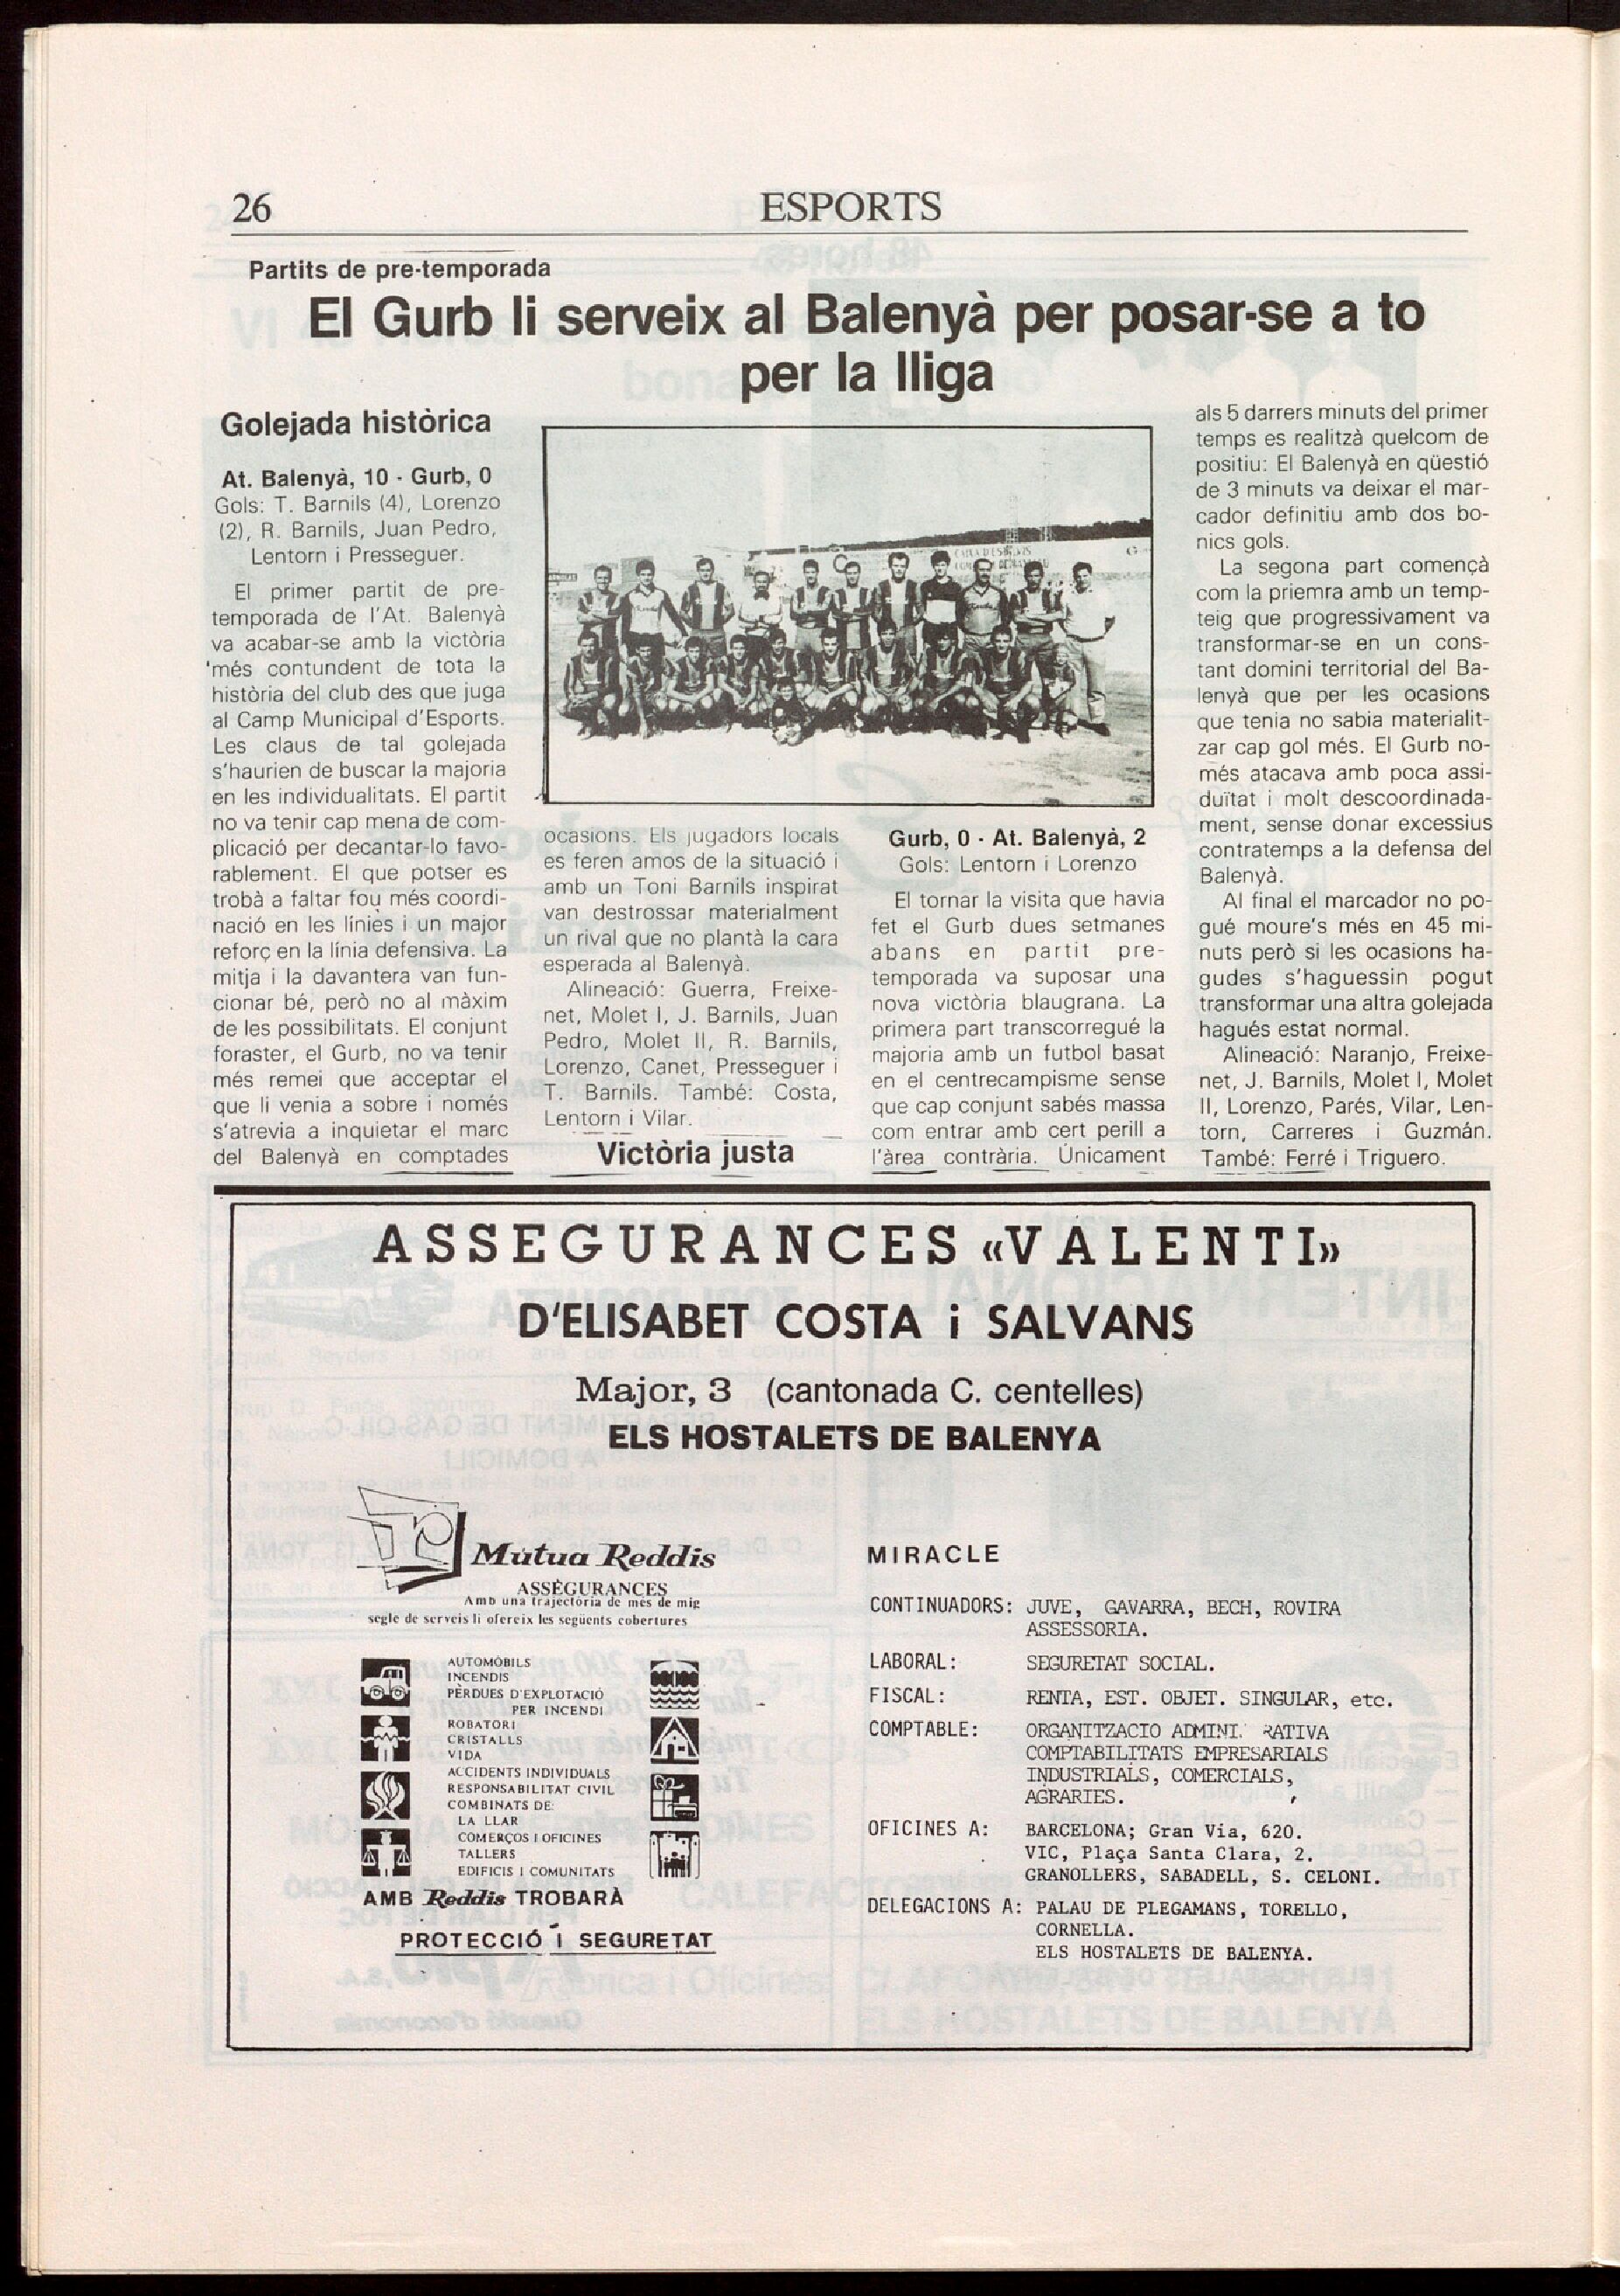 26
ESPORTS
Partits de pre-temporada
El Gurb li serveix al Balenyà per posar-se a to
per la lliga
Golejada històrica
At. Balenyà, 10 - Gurb, 0
Gols: T. Barnils (4), Lorenzo
(2), R. Barnils, Juan Pedro,
Lentorn i Presseguer.
El primer partit de pre-
temporada de l'At. Balenyà
va acabar-se amb la victòria
'més contundent de tota la
història del club des que juga
al Camp Municipal d'Esports.
Les claus de tal golejada
s'haurien de buscar la majoria
en les individualitats. El partit
no va tenir cap mena de com-
plicació per decantar-lo favo-
rablement. El que potser es
trobà a faltar fou més coordi-
nació en les línies i un major
reforç en la línia defensiva. La
mitja i la davantera van fun-
cionar bé, però no al màxim
de les possibilitats. El conjunt
foraster, el Gurb, no va tenir
més remei que acceptar el
que li venia a sobre i només
s'atrevia a inquietar el marc
del Balenyà en comptades
ocasions. Els jugadors locals
es feren amos de la situació i
amb un Toni Barnils inspirat
van destrossar materialment
un rival que no plantà la cara
esperada al Balenyà.
Alineació: Guerra, Freixe-
net, Molet I, J. Barnils, Juan
Pedro, Molet II, R. Barnils,
Lorenzo, Canet, Presseguer i
T. Barnils. També: Costa,
Lentorn i Vilar.
Victòria justa
Gurb, 0 - At. Balenyà, 2
Gols: Lentorn i Lorenzo
El tornar la visita que havia
fet el Gurb dues setmanes
abans en partit pre-
temporada va suposar una
nova victòria blaugrana. La
primera part transcorregué la
majoria amb un futbol basat
en el centrecampisme sense
que cap conjunt sabés massa
com entrar amb cert perill a
l'àrea contrària. Únicament
als 5 darrers minuts del primer
temps es realitzà quelcom de
positiu: El Balenyà en qüestió
de 3 minuts va deixar el mar-
cador definitiu amb dos bo-
nics gols.
La segona part començà
com la priemra amb un temp-
teig que progressivament va
transformar-se en un cons-
tant domini territorial del Ba-
lenyà que per les ocasions
que tenia no sabia materialit-
zar cap gol més. El Gurb no-
més atacava amb poca assi-
duïtat i molt descoordinada-
ment, sense donar excessius
contratemps a la defensa del
Balenyà.
Al final el marcador no po-
gué moure's més en 45 mi-
nuts però si les ocasions ha-
gudes s'haguessin pogut
transformar una altra golejada
hagués estat normal.
Alineació: Naranjo, Freixe-
net, J. Barnils, Molet I, Molet
II, Lorenzo, Parés, Vilar, Len-
torn, Carreres i Guzmán.
També: Ferré i Triguero.
ASSEGURANCES «VALENTI»
D'ELISABET COSTA i SALVANS
Major, 3 (cantonada C. centelles)
ELS HOSTALETS DE BALENYA
Mútua Reddis
ASSEGURANCES
Amb una trajectòria de més de mig
segle de serveis li ofereix les següents cobertures
AUTOMÒBILS
INCENDIS
PÈRDUES D'EXPLOTACIÓ
PER INCENDI
ROBATORI
CRISTALLS
VIDA
ACCIDENTS INDIVIDUALS
RESPONSABILITAT CIVIL
COMBINATS DE:
LA LLAR
COMERÇOS I OFICINES
TALLERS
EDIFICIS I COMUNITATS
AMB Reddis TROBARÀ
PROTECCIÓ I SEGURETAT
MIRACLE
CONTINUADORS: JUVE, GAVARRA, BECH, ROVIRA
ASSESSORIA.
LABORAL: SEGURETAT SOCIAL.
FISCAL: RENTA, EST. OBJET. SINGULAR, etc.
COMPTABLE: ORGANITZACIO
COMPTABILITATS EMPRESARIALS
INDUSTRIALS, COMERCIALS,
AGRARIES.
OFICINES A: BARCELONA; Gran Via, 620.
VIC, Plaça Santa Clara, 2.
GRANOLLERS, SABADELL, S. CELONI.
DELEGACIONS A: PALAU DE PLEGAMANS, TORELLO,
CORNELLA.
ELS HOSTALETS DE BALENYA.